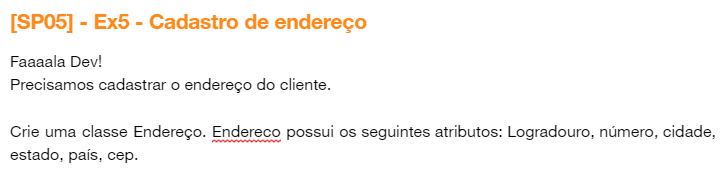 [SP05] - Ex5 - Cadastro de endereço
Faaaala Dev!
Precisamos cadastrar o endereço do cliente.
Crie uma classe Endereço. Endereco possui os seguintes atributos: Logradouro, número, cidade,
estado, país, cep.